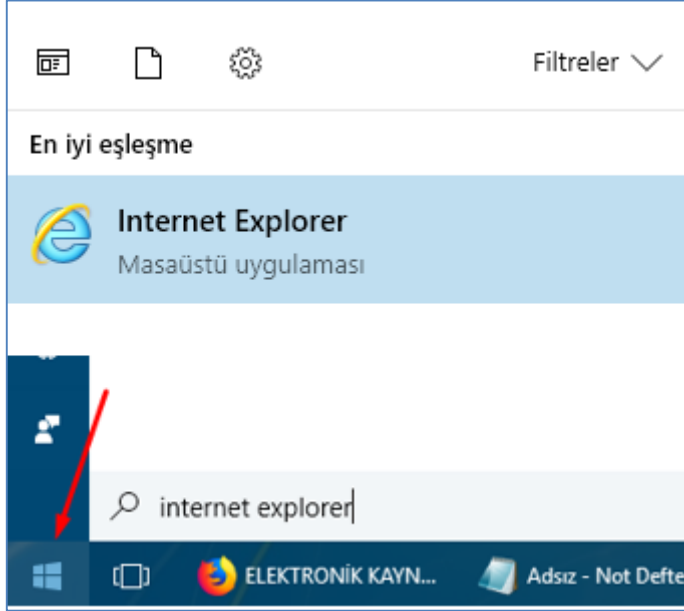 Filtreler
En iyi eşleşme
Internet Explorer
Masaüstü uygulaması
internet explorer
ELEKTRONİK KAYN...
Adsız - Not Defte